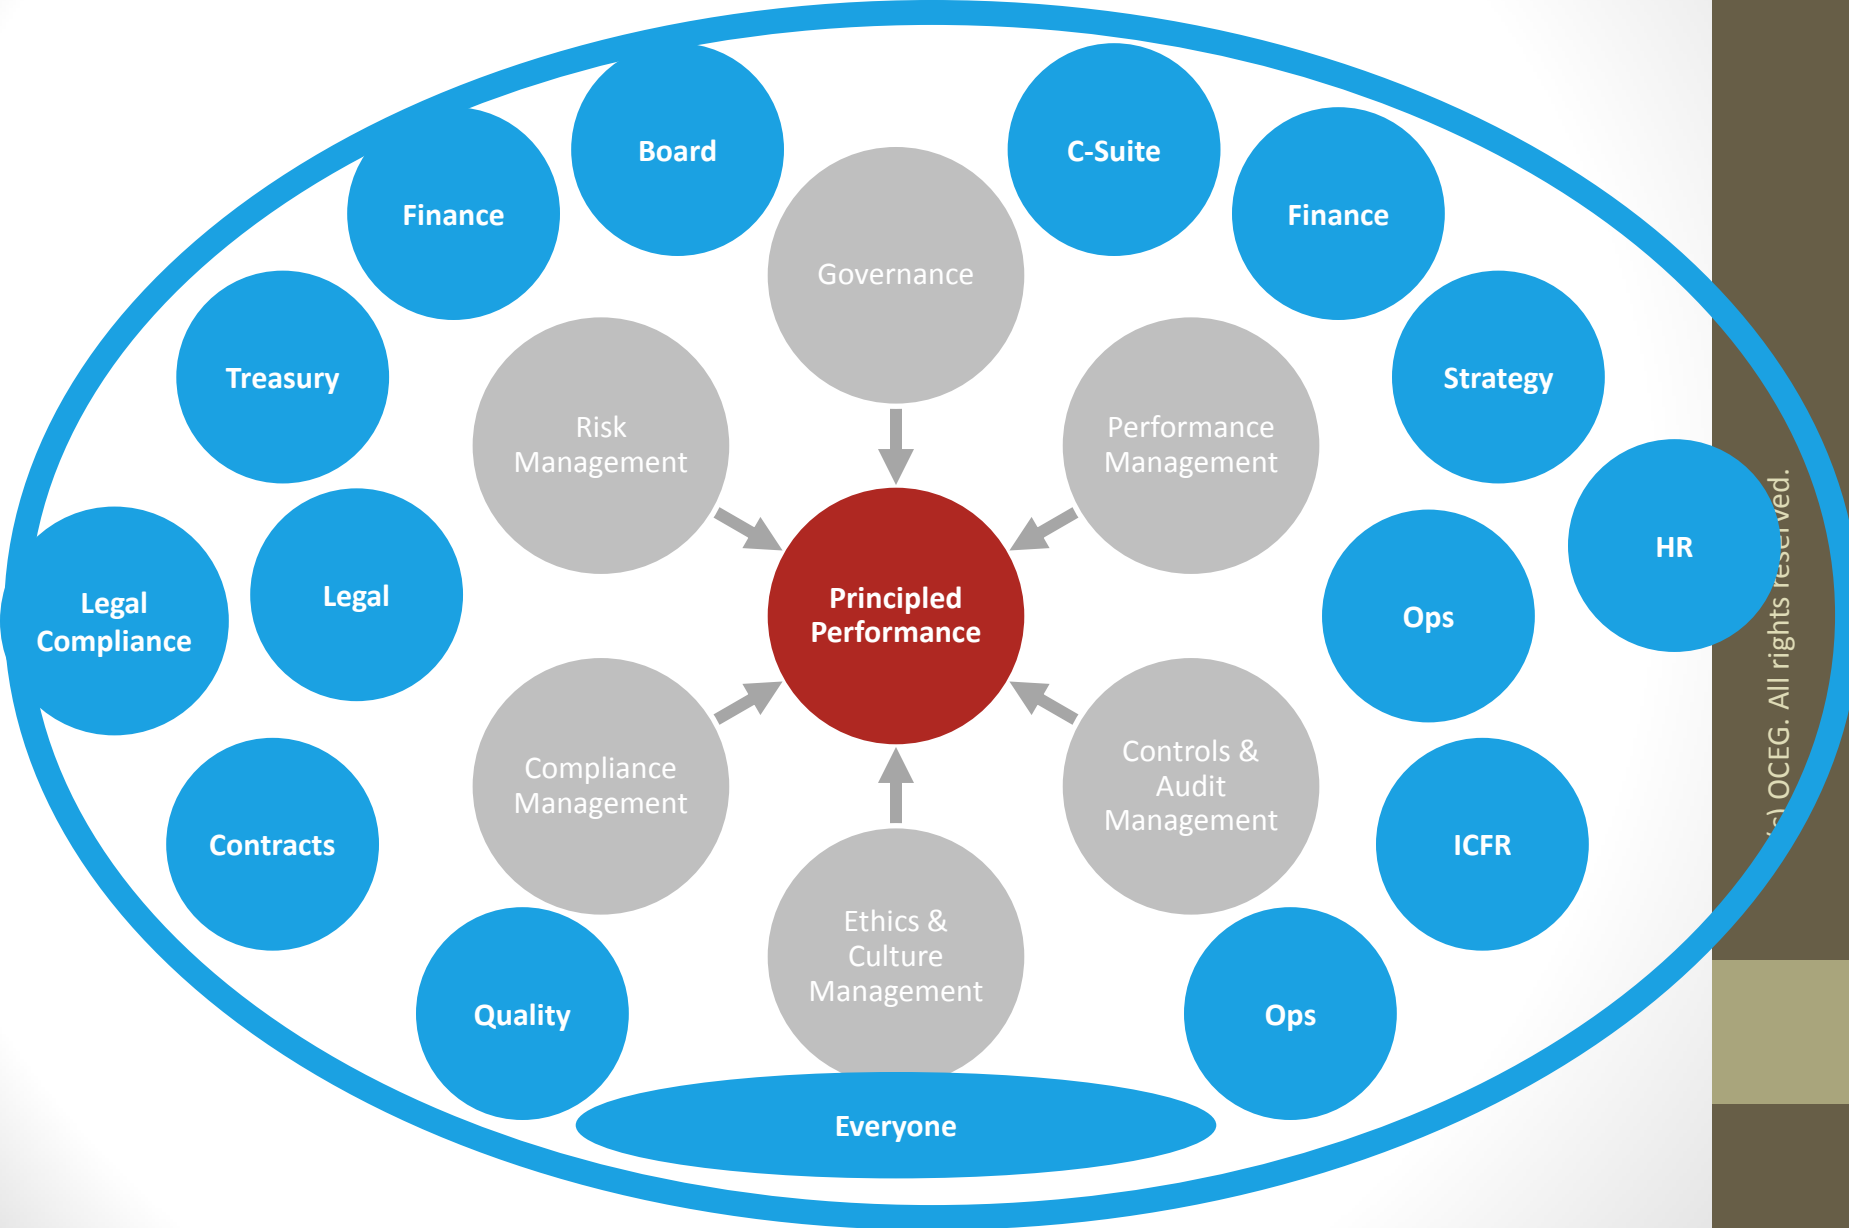 Board
C-Suite
Finance
Finance
Governance
Treasury
Strategy
Risk
Management
Performance
Management
Legal
Compliance
Legal
Principled
Performance
Ops
HR
Compliance
Management
Controls &
Audit
Management
Contracts
ICFR
Ethics &
Culture
Management
Quality
Ops
Everyone
(c) OCEG. All rights reserved.